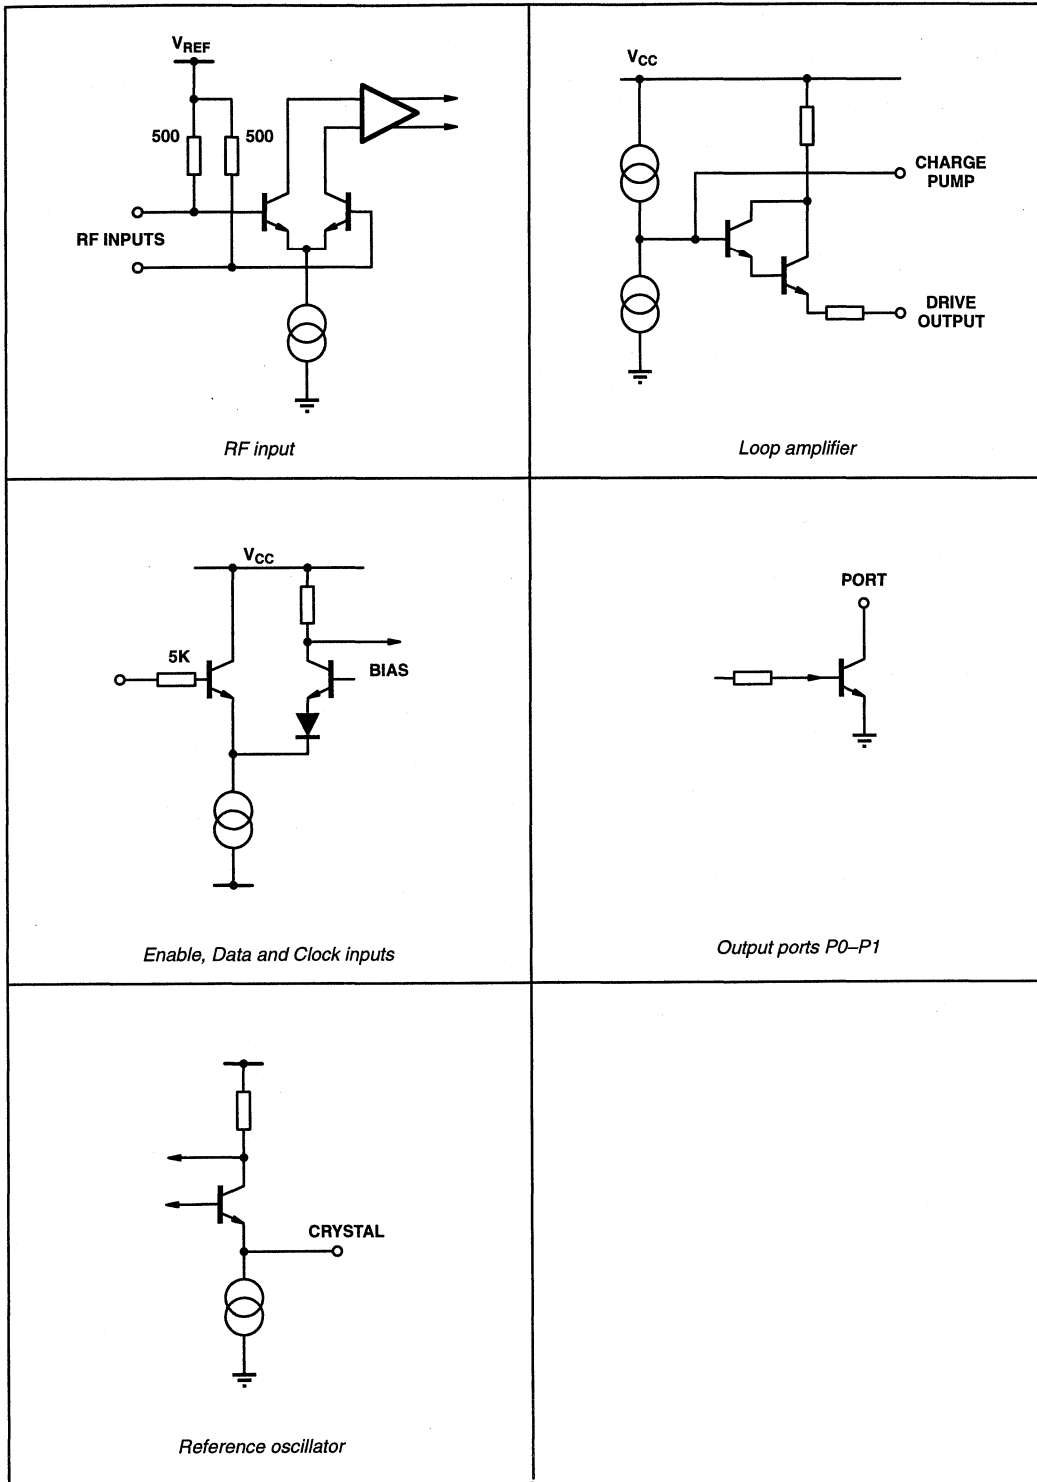 VREF
500 500
RF INPUTS
RF input
VCC
CHARGE
PUMP
DRIVE
OUTPUT
Loop amplifier
VCC
5K
BIAS
Enable, Data and Clock inputs
PORT
Output ports P0–P1
CRYSTAL
Reference oscillator